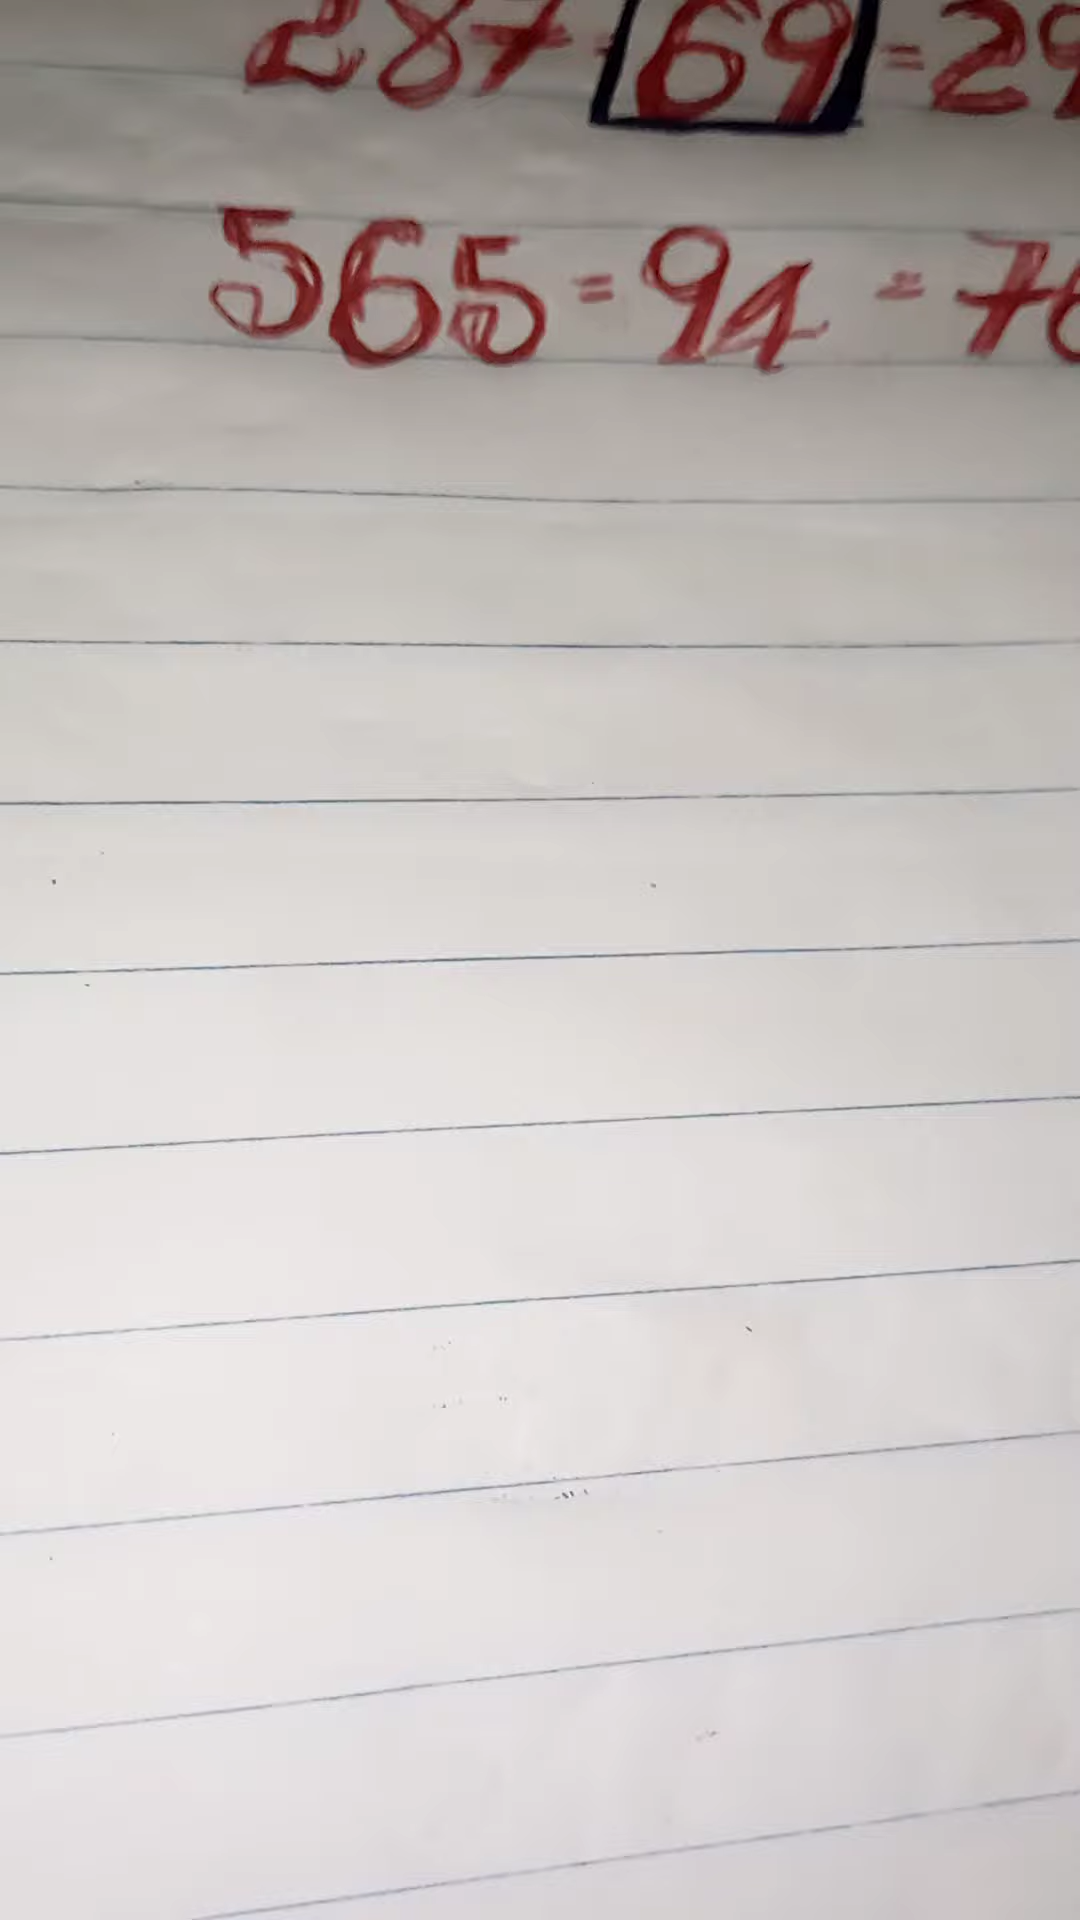 287 = 69 = 29
565 = 94 = 76